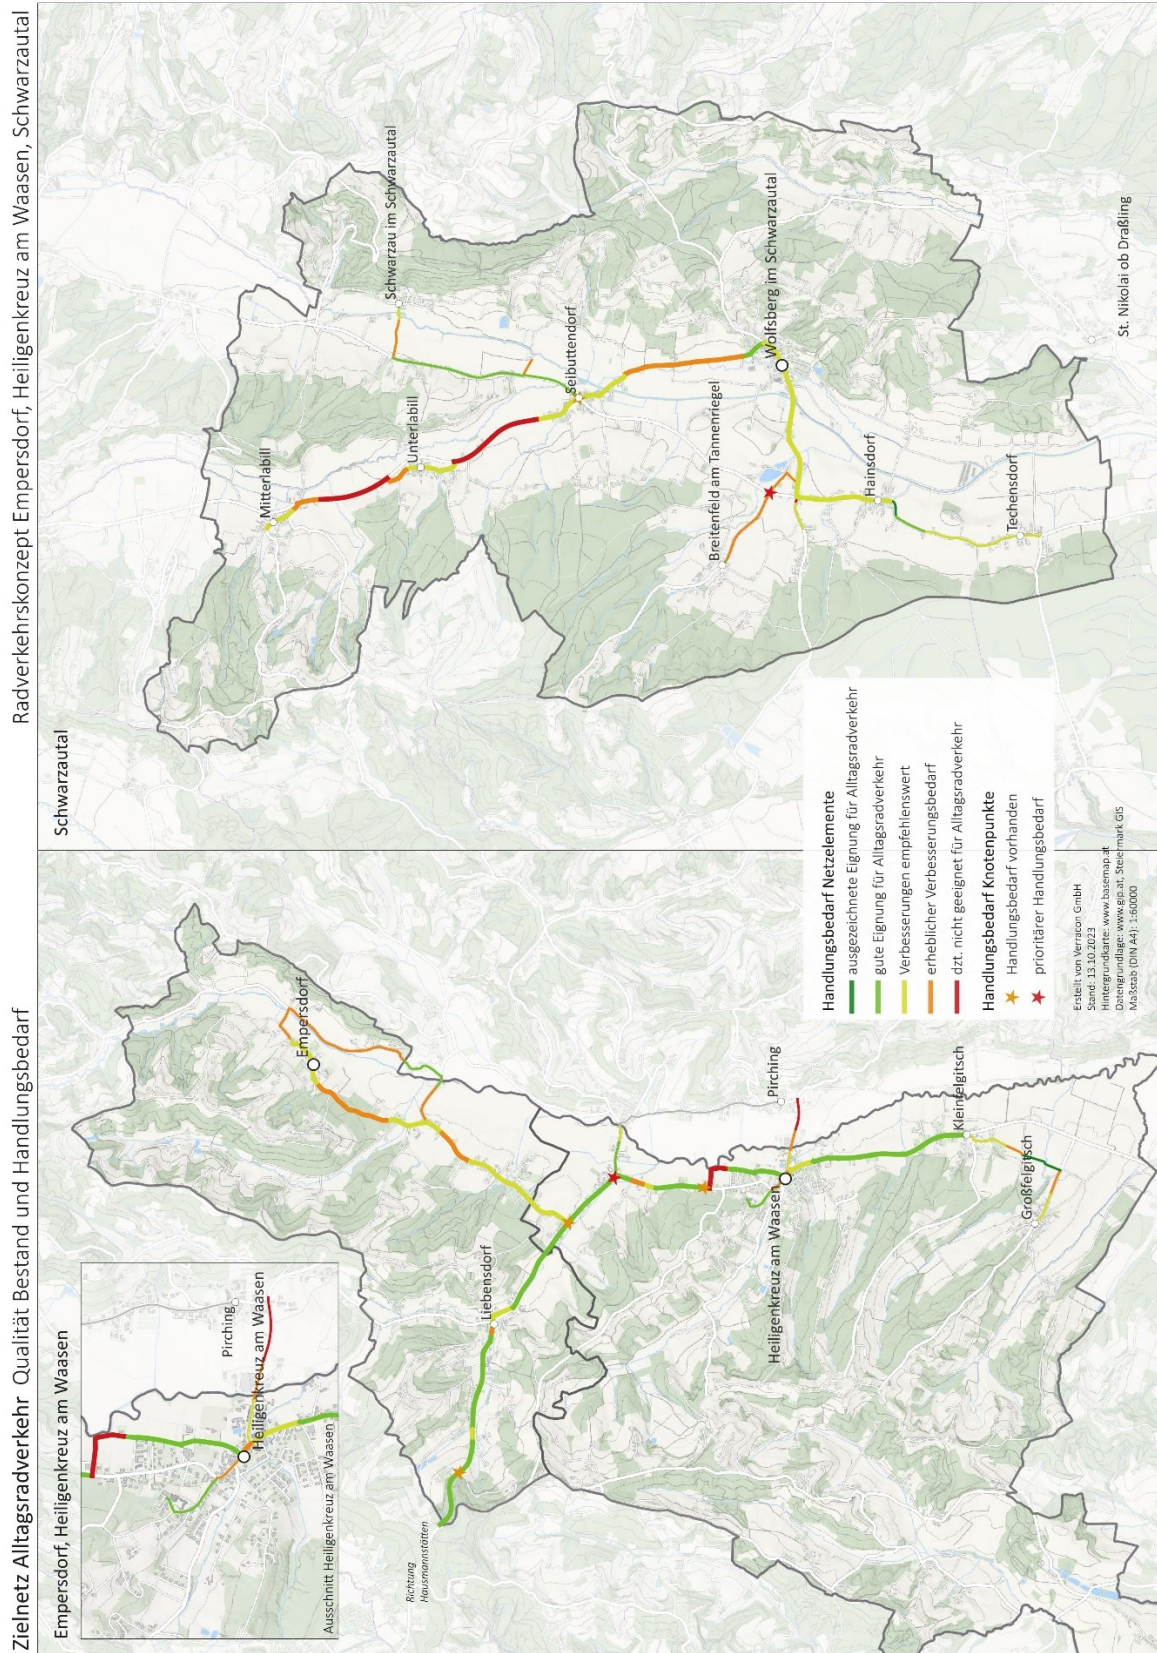 Zielnetz Alltagsradverkehr Qualität Bestand und Handlungsbedarf
Radverkehrskonzept Empersdorf, Heiligenkreuz am Waasen, Schwarzautal
Empersdorf, Heiligenkreuz am Waasen
Pirching
Heiligenkreuz am Waasen
Ausschnitt Heiligenkreuz am Waasen
Empersdorf
Liebensdorf
Richtung
Hausmannstätten
Pirching
Heiligenkreuz am Waasen
Kleinfelgitsch
Großfelgitsch
Schwarzautal
Schwarzau im Schwarzautal
Mitterlabill
Unterlabill
Seibuttendorf
Wolfsberg im Schwarzautal
Breitenfeld am Tannenriegel
Hainsdorf
Techensdorf
St. Nikolai ob Draßling
Handlungsbedarf Netzelemente
ausgezeichnete Eignung für Alltagsradverkehr
gute Eignung für Alltagsradverkehr
Verbesserungen empfehlenswert
erheblicher Verbesserungsbedarf
dzt. nicht geeignet für Alltagsradverkehr
Handlungsbedarf Knotenpunkte
Handlungsbedarf vorhanden
prioritärer Handlungsbedarf
Erstellt von Verracon GmbH
Stand: 13.10.2023
Hintergrundkarte: www.basemap.at
Datengrundlage: www.gip.at, Steiermark GIS
Maßstab (DIN A4): 1:60000